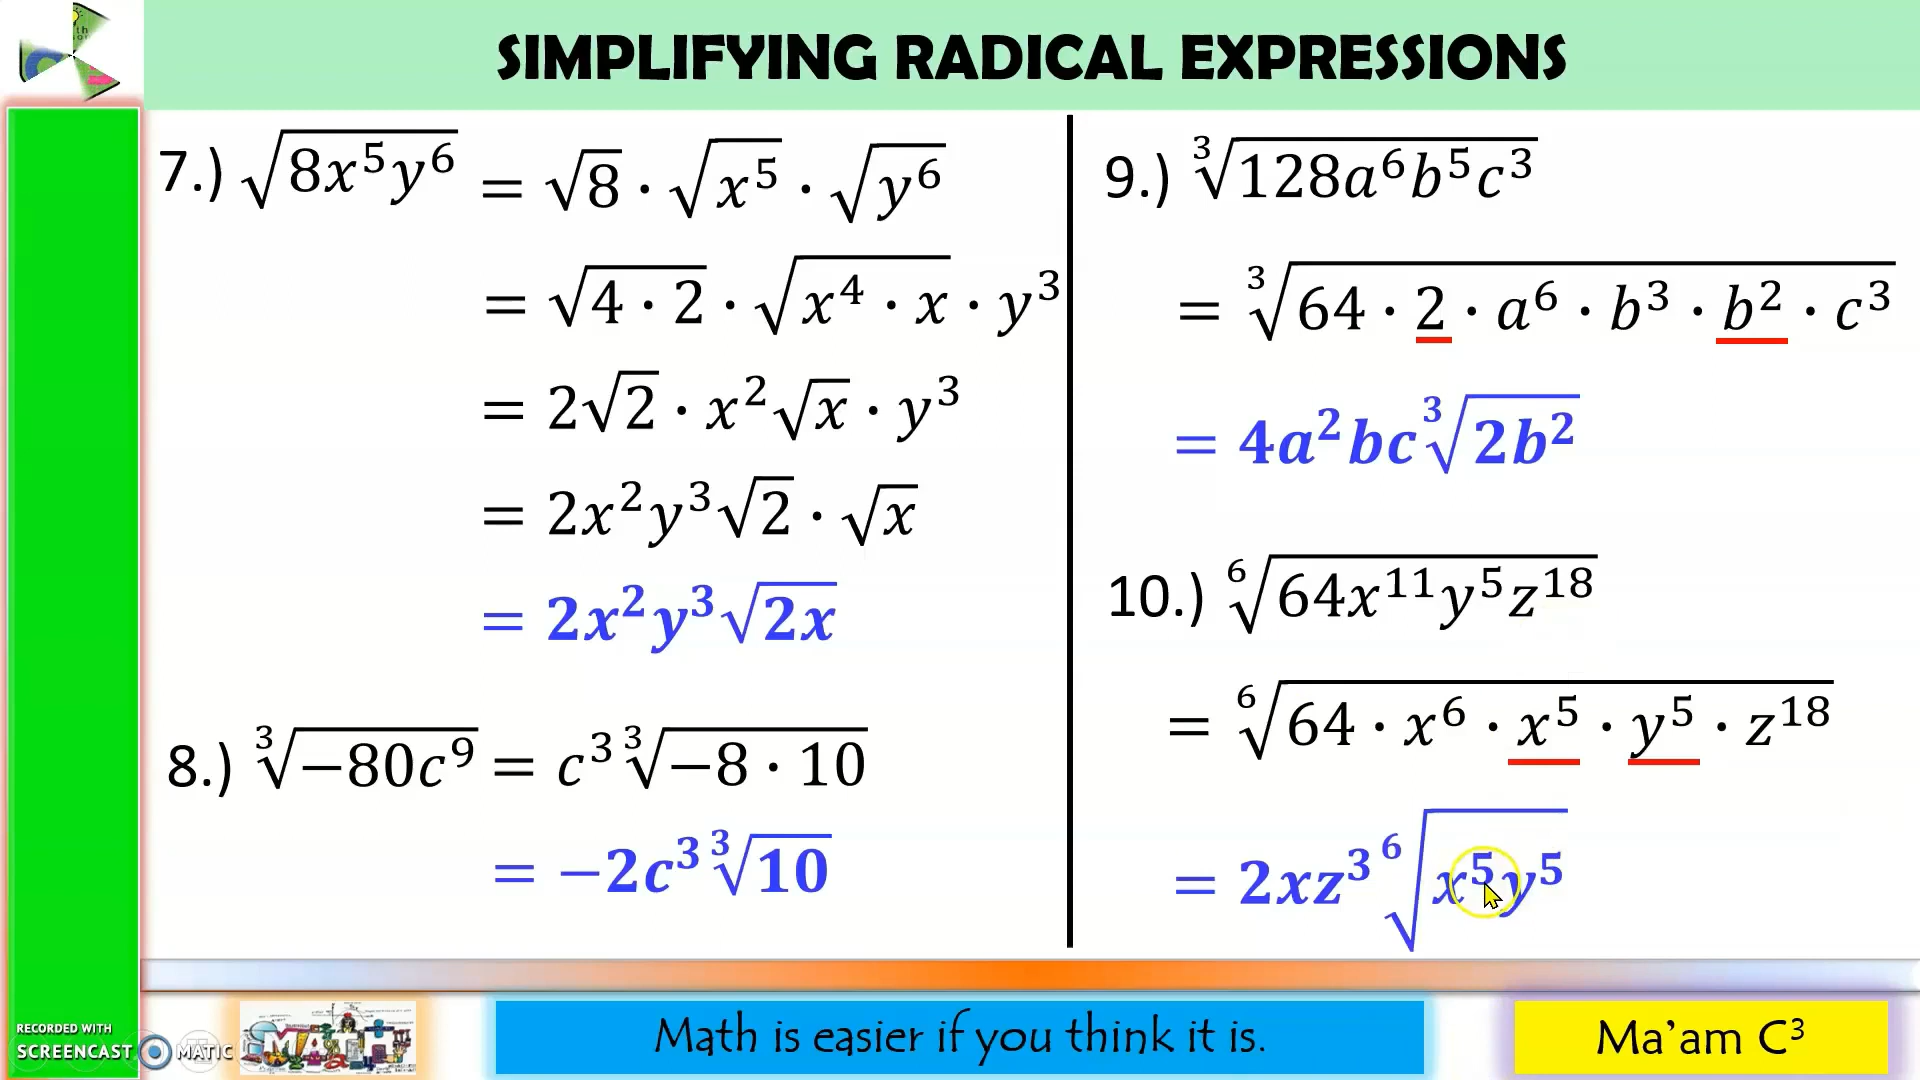 SIMPLIFYING RADICAL EXPRESSIONS
7.) √(8x⁵y⁶) = √8 · √(x⁵) · √(y⁶)
= √(4 · 2) · √(x⁴ · x) · y³
= 2√2 · x²√x · y³
= 2x²y³√2 · √x
= 2x²y³√(2x)
8.) ∛(−80c⁹) = c³ ∛(−8 · 10)
= −2c³ ∛10
9.) ∛(128a⁶b⁵c³)
= ∛(64 · 2 · a⁶ · b³ · b² · c³)
= 4a²bc ∛(2b²)
10.) ⁶√(64x¹¹y⁵z¹⁸)
= ⁶√(64 · x⁶ · x⁵ · y⁵ · z¹⁸)
= 2xz³ ⁶√(x⁵y⁵)
RECORDED WITH
SCREENCAST MATIC
MATH
Math is easier if you think it is.
Ma'am C³